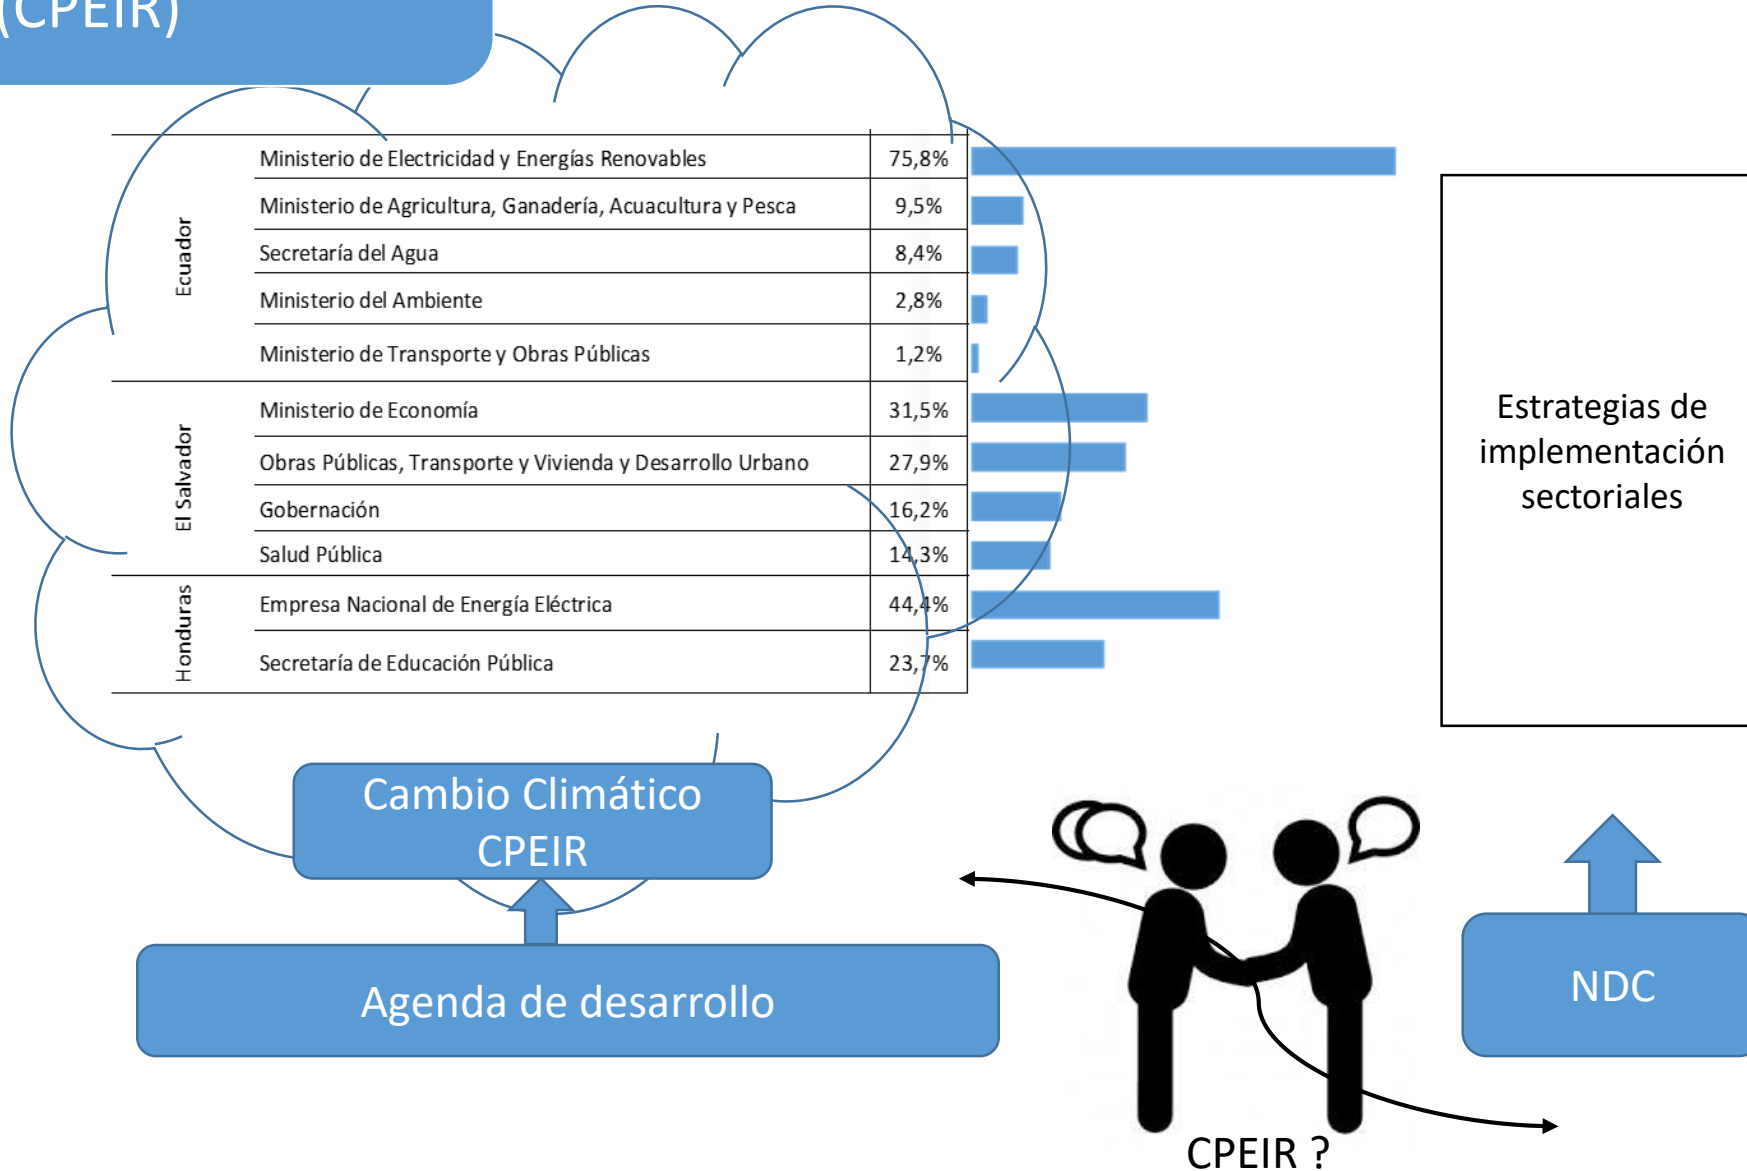 (CPEIR)
Ecuador
Ministerio de Electricidad y Energías Renovables 75,8%
Ministerio de Agricultura, Ganadería, Acuacultura y Pesca 9,5%
Secretaría del Agua 8,4%
Ministerio del Ambiente 2,8%
Ministerio de Transporte y Obras Públicas 1,2%
El Salvador
Ministerio de Economía 31,5%
Obras Públicas, Transporte y Vivienda y Desarrollo Urbano 27,9%
Gobernación 16,2%
Salud Pública 14,3%
Honduras
Empresa Nacional de Energía Eléctrica 44,4%
Secretaría de Educación Pública 23,7%
Estrategias de
implementación
sectoriales
Cambio Climático
CPEIR
Agenda de desarrollo
NDC
CPEIR ?